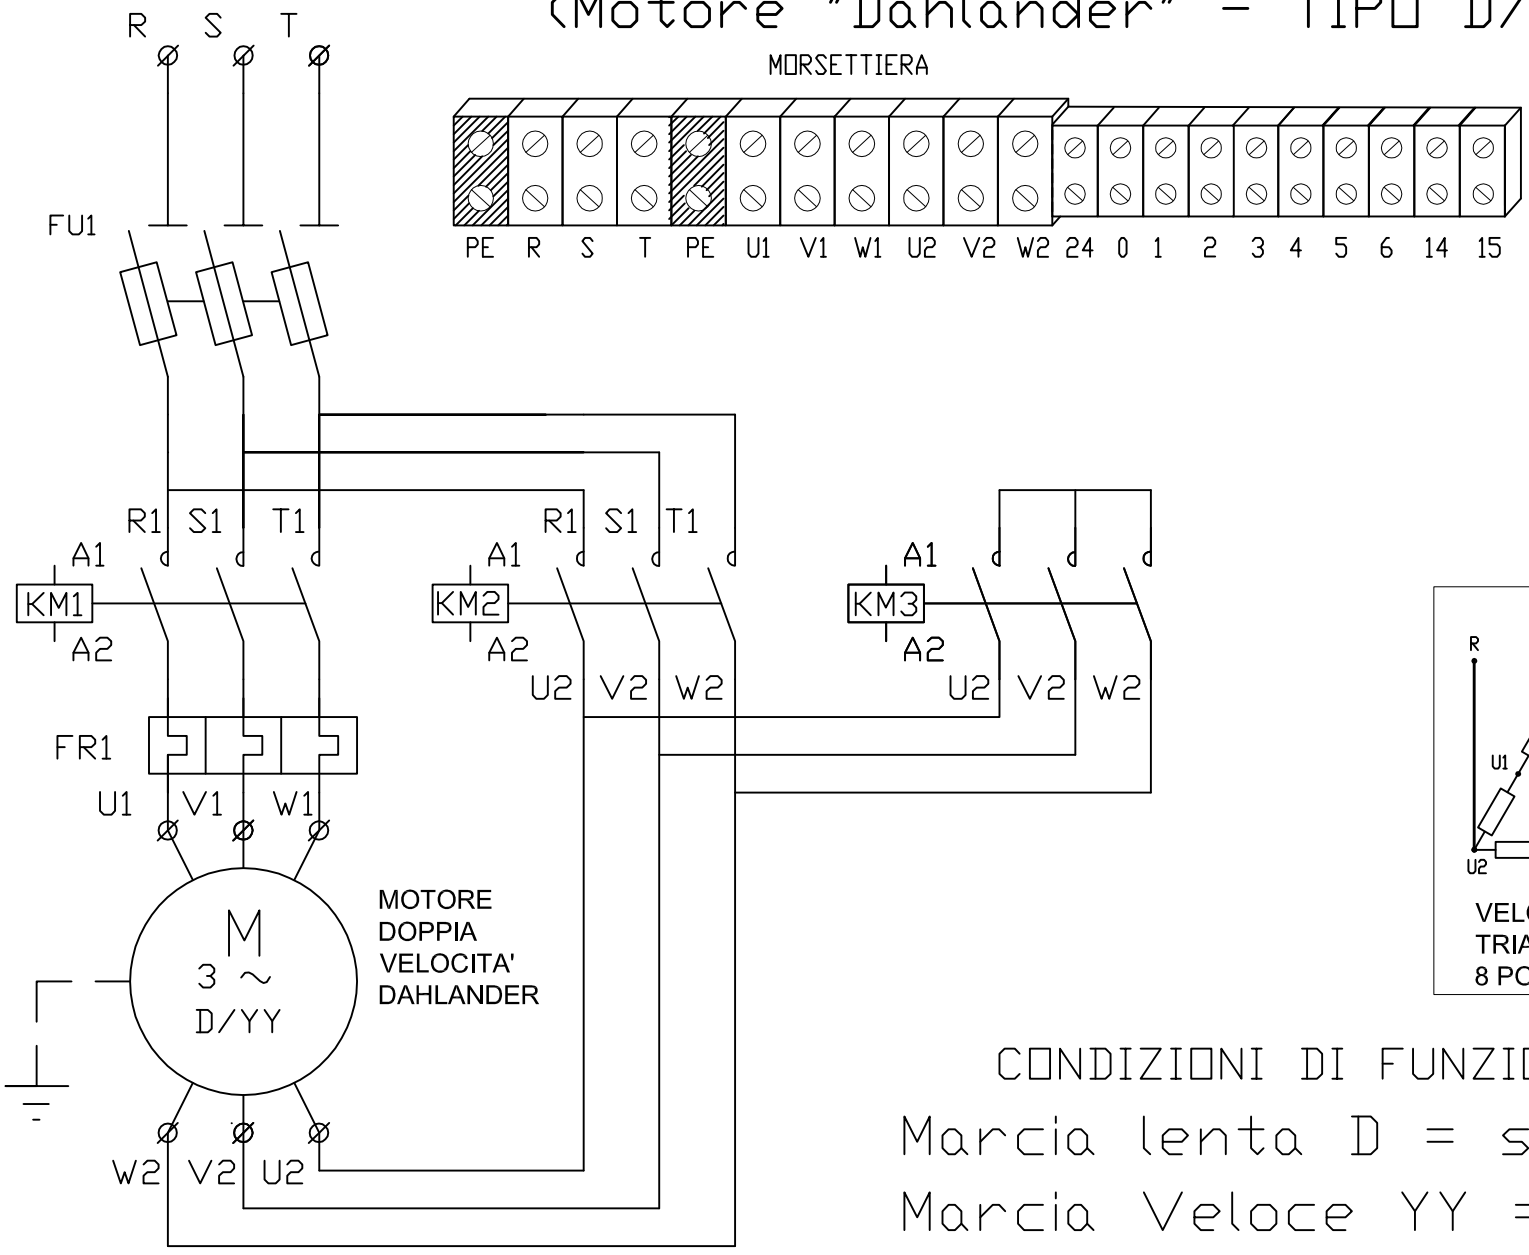 (Motore "Dahlander" - TIPO D/
R S T
MORSETTIERA
PE R S T PE U1 V1 W1 U2 V2 W2 24 0 1 2 3 4 5 6 14 15
FU1
R1 S1 T1
R1 S1 T1
A1
A1
A1
KM1
KM2
KM3
A2
A2
A2
U2 V2 W2
U2 V2 W2
FR1
U1 V1 W1
R
U1
U2
M
3 ~
D/YY
MOTORE
DOPPIA
VELOCITA'
DAHLANDER
W2 V2 U2
8 PO
CONDIZIONI DI
Marcia lenta D =
Marcia Veloce YY =